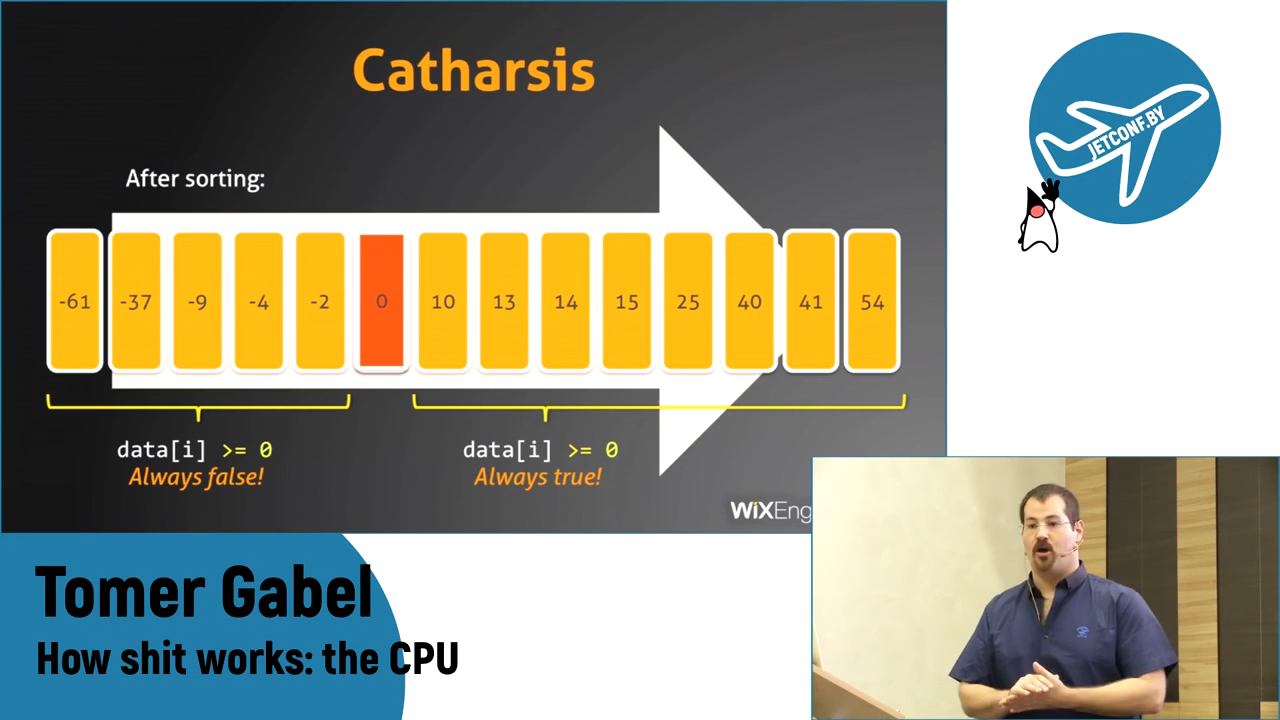 Catharsis
After sorting:
-61 -37 -9 -4 -2 0 10 13 14 15 25 40 41 54
data[i] >= 0 data[i] >= 0
Always false! Always true!
WiXEng
JETCONF.BY
Tomer Gabel
How shit works: the CPU